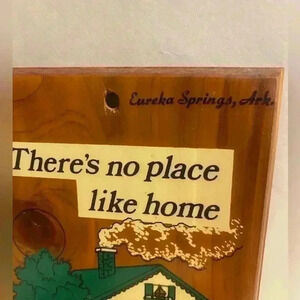 Eureka Springs, Ark.
There's no place
like home